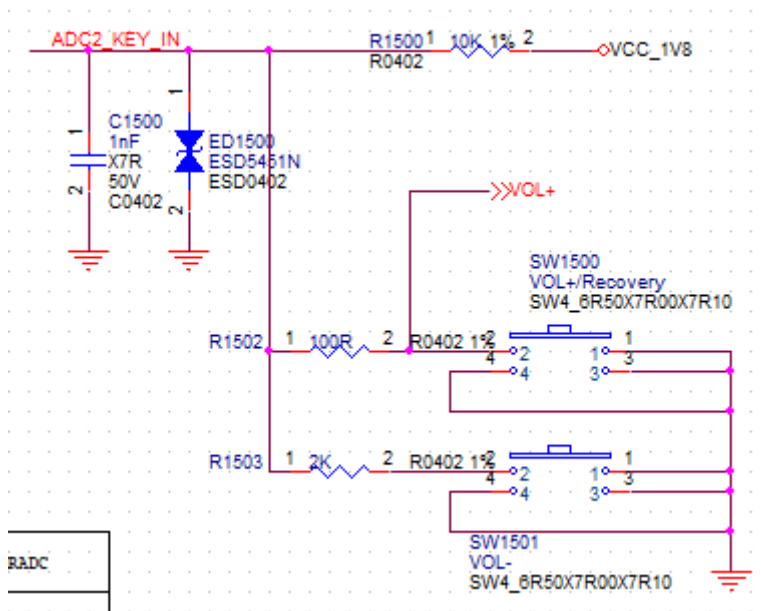 ADC2_KEY_IN
R1500 1 10K 1% 2
R0402
VCC_1V8
1
C1500
1nF
X7R
50V
C0402
2
1
ED1500
ESD5451N
ESD0402
2
VOL+
SW1500
VOL+/Recovery
SW4_6R50X7R00X7R10
R1502 1 100R 2 R0402 1% 2 2 1 1
4 4 3 3
R1503 1 2K 2 R0402 1% 2 2 1 1
4 4 3 3
SW1501
VOL-
SW4_6R50X7R00X7R10
RADC